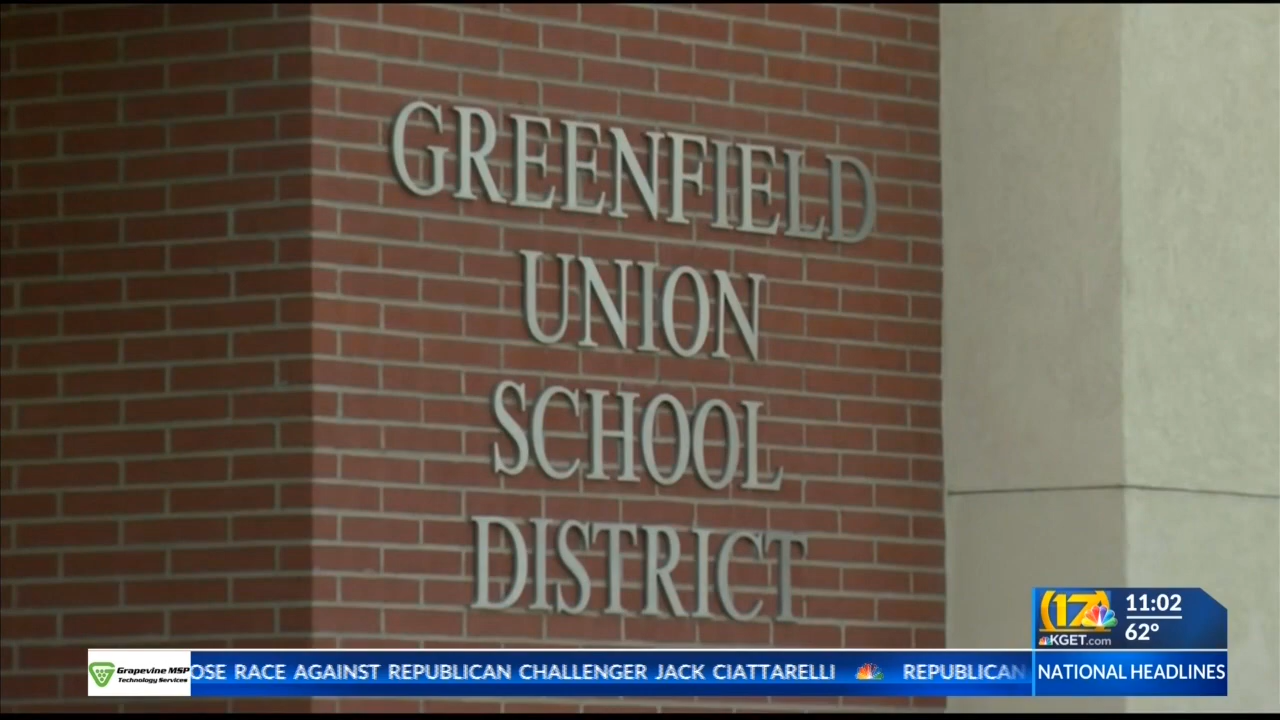 GREENFIELD
UNION
SCHOOL
DISTRICT
17
KGET.com
11:02
62°
Grapevine MSP
Technology Services
OSE RACE AGAINST REPUBLICAN CHALLENGER JACK CIATTARELLI
REPUBLICAN
NATIONAL HEADLINES